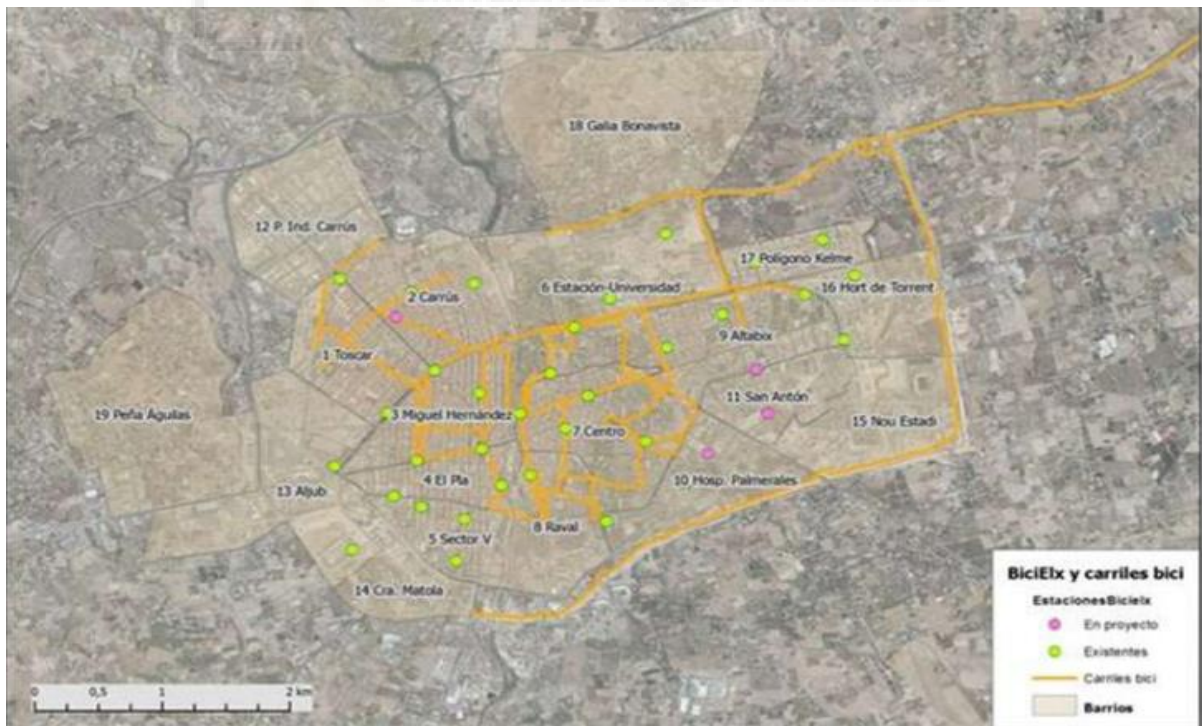 18 Galia Bonavista
12 P. Ind. Carrús
17 Polígono Kelme
2 Carrús
6 Estación-Universidad
16 Hort de Torrent
9 Altabix
1 Toscar
11 San Antón
19 Peña Águilas
3 Miguel Hernández
7 Centro
15 Nou Estadi
13 Aljub
4 El Pla
10 Hosp. Palmerales
8 Raval
5 Sector V
14 Cra. Matola
BiciElx y carriles bici
EstacionesBicielx
En proyecto
Existentes
Carriles bici
Barrios
0 0,5 1 2 km